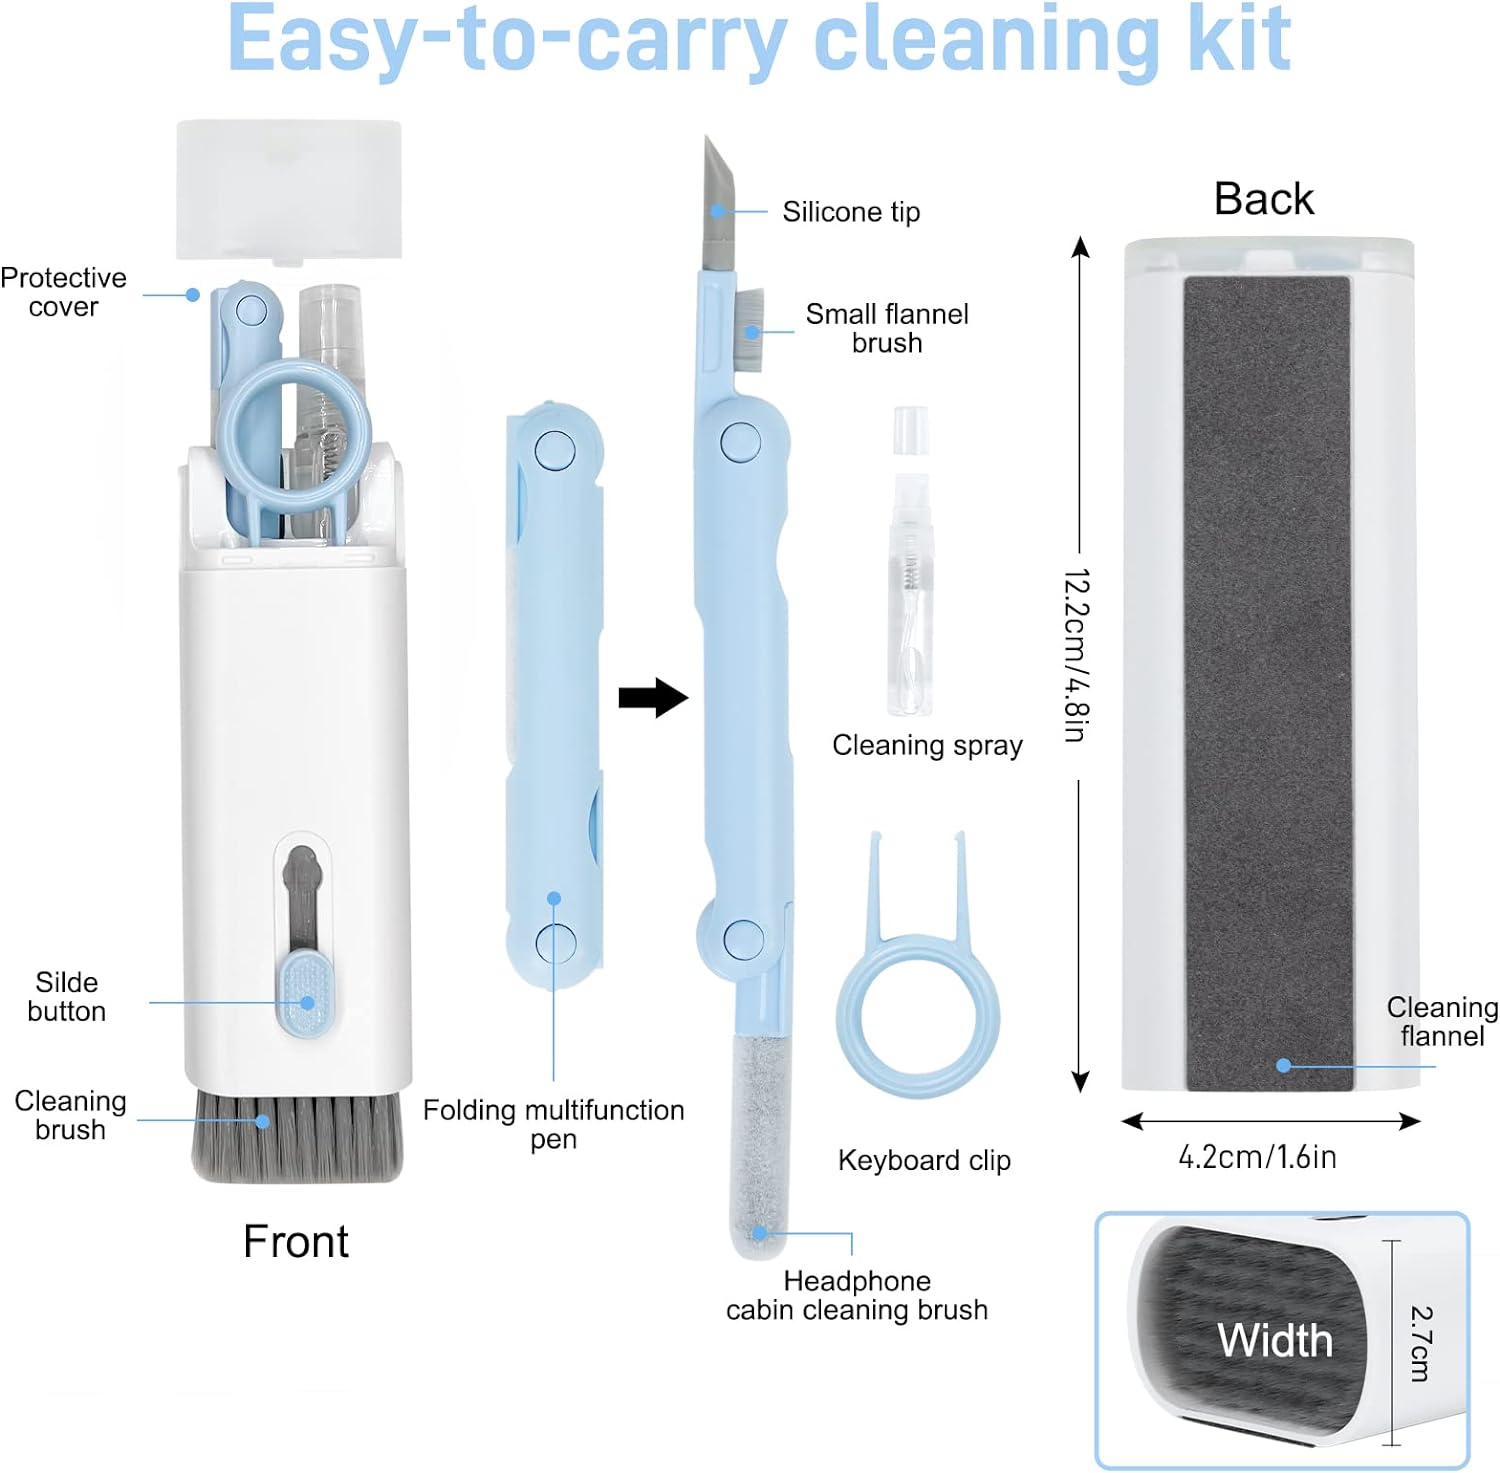 Easy-to-carry cleaning kit
Protective
cover
Silicone tip
Small flannel
brush
Back
12.2cm/4.8in
Cleaning spray
Silde
button
Cleaning
brush
Front
Folding multifunction
pen
Keyboard clip
Headphone
cabin cleaning brush
Cleaning
flannel
4.2cm/1.6in
Width
2.7cm